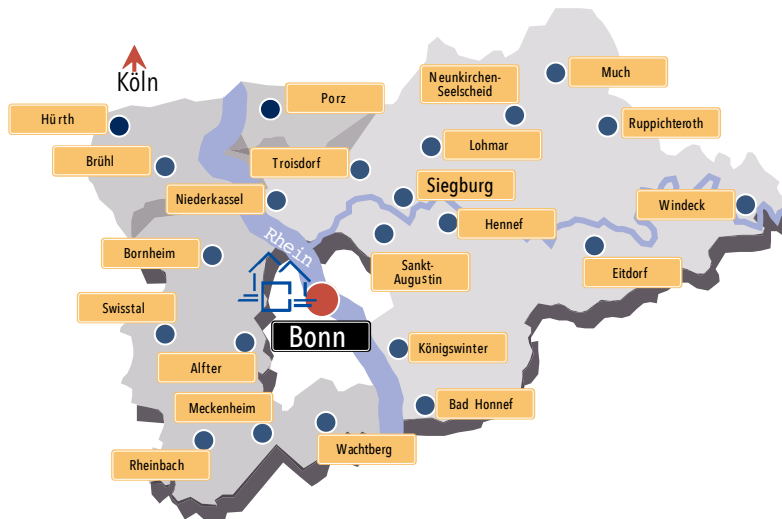 Köln
Neunkirchen-
Seelscheid
Much
Porz
Hürth
Ruppichteroth
Brühl
Troisdorf
Lohmar
Niederkassel
Siegburg
Windeck
Hennef
Rhein
Bornheim
Sankt-
Augustin
Eitdorf
Swisstal
Bonn
Königswinter
Alfter
Meckenheim
Bad Honnef
Wachtberg
Rheinbach